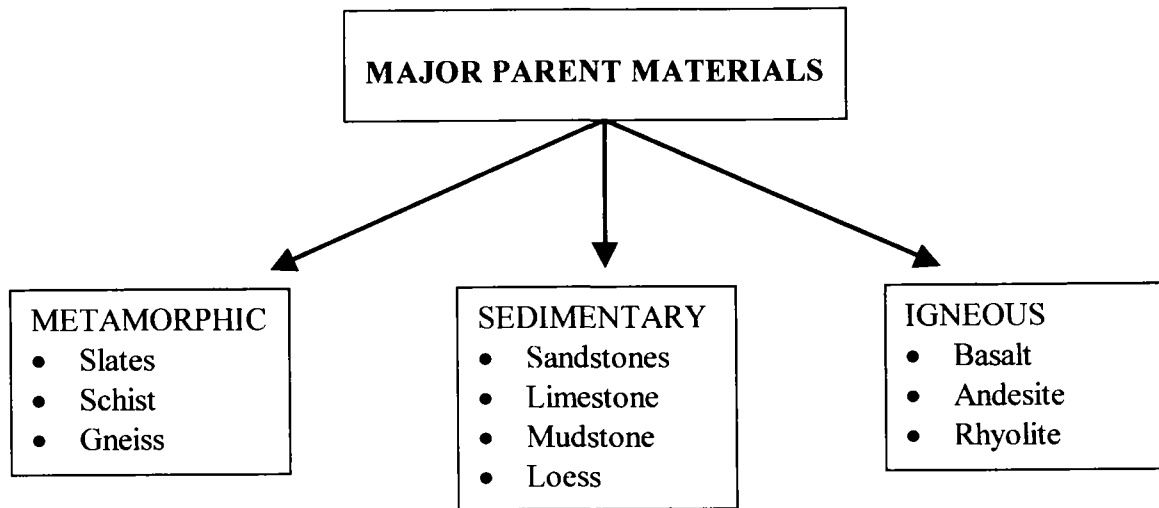 MAJOR PARENT MATERIALS
METAMORPHIC
• Slates
• Schist
• Gneiss
SEDIMENTARY
• Sandstones
• Limestone
• Mudstone
• Loess
IGNEOUS
• Basalt
• Andesite
• Rhyolite